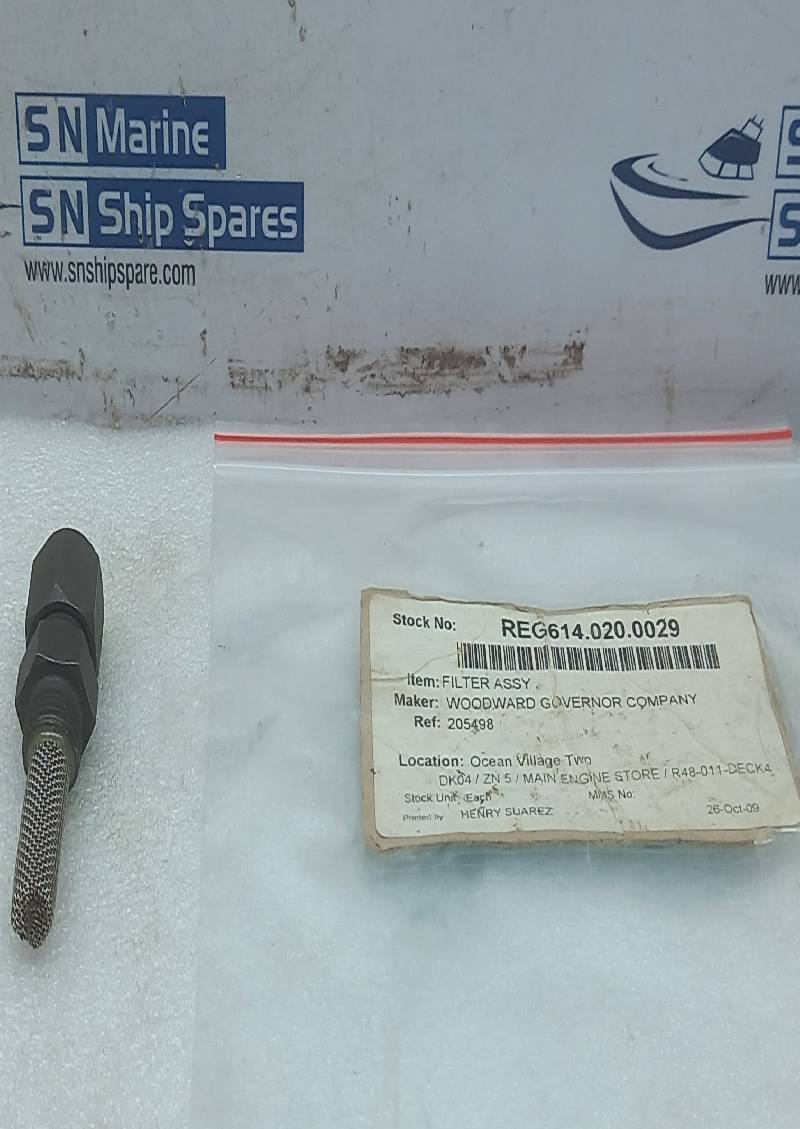 SN Marine
SN Ship Spares
www.snshipspare.com
S
S
www
Stock No: REG614.020.0029
Item: FILTER ASSY
Maker: WOODWARD GOVERNOR COMPANY
Ref: 205498
Location: Ocean Village Two
DK04 / ZN 5 / MAIN ENGINE STORE / R48-011-DECK4
Stock Unit: Each MMS No:
Printed By HENRY SUAREZ 26-Oct-09